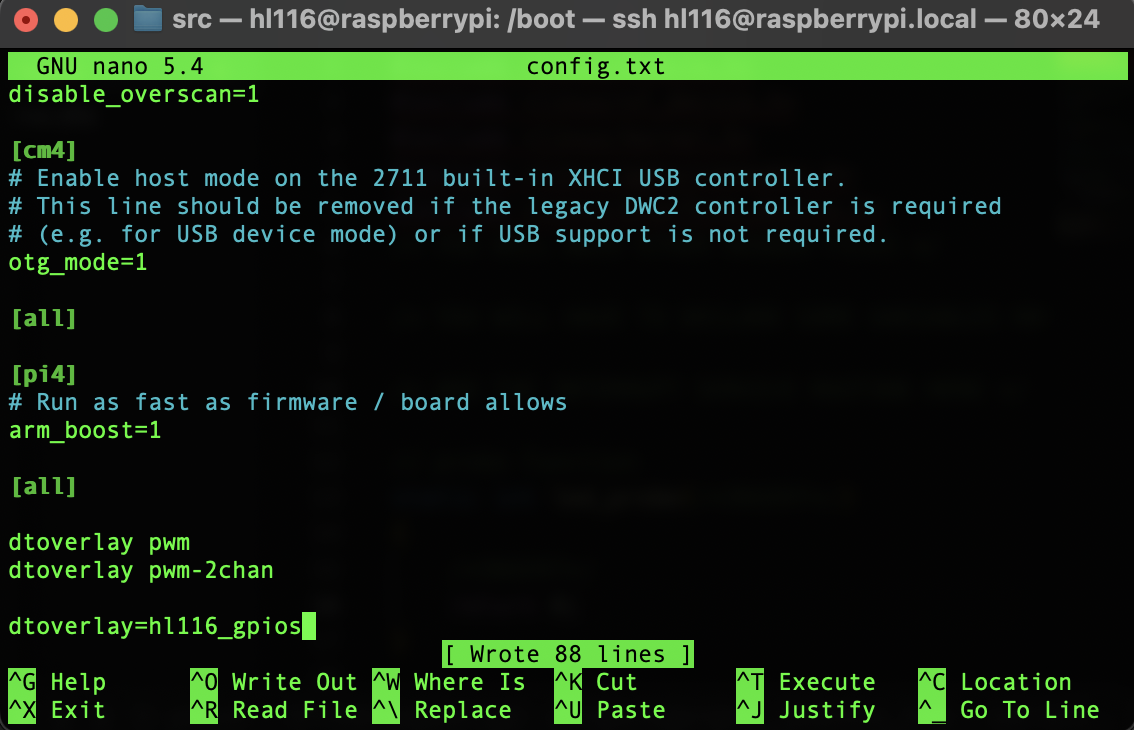 src — hl116@raspberrypi: /boot — ssh hl116@raspberrypi.local — 80×24
GNU nano 5.4 config.txt
disable_overscan=1
[cm4]
# Enable host mode on the 2711 built-in XHCI USB controller.
# This line should be removed if the legacy DWC2 controller is required
# (e.g. for USB device mode) or if USB support is not required.
otg_mode=1
[all]
[pi4]
# Run as fast as firmware / board allows
arm_boost=1
[all]
dtoverlay pwm
dtoverlay pwm-2chan
dtoverlay=hl116_gpios
[ Wrote 88 lines ]
^G Help ^O Write Out ^W Where Is ^K Cut ^T Execute ^C Location
^X Exit ^R Read File ^\ Replace ^U Paste ^J Justify ^_ Go To Line